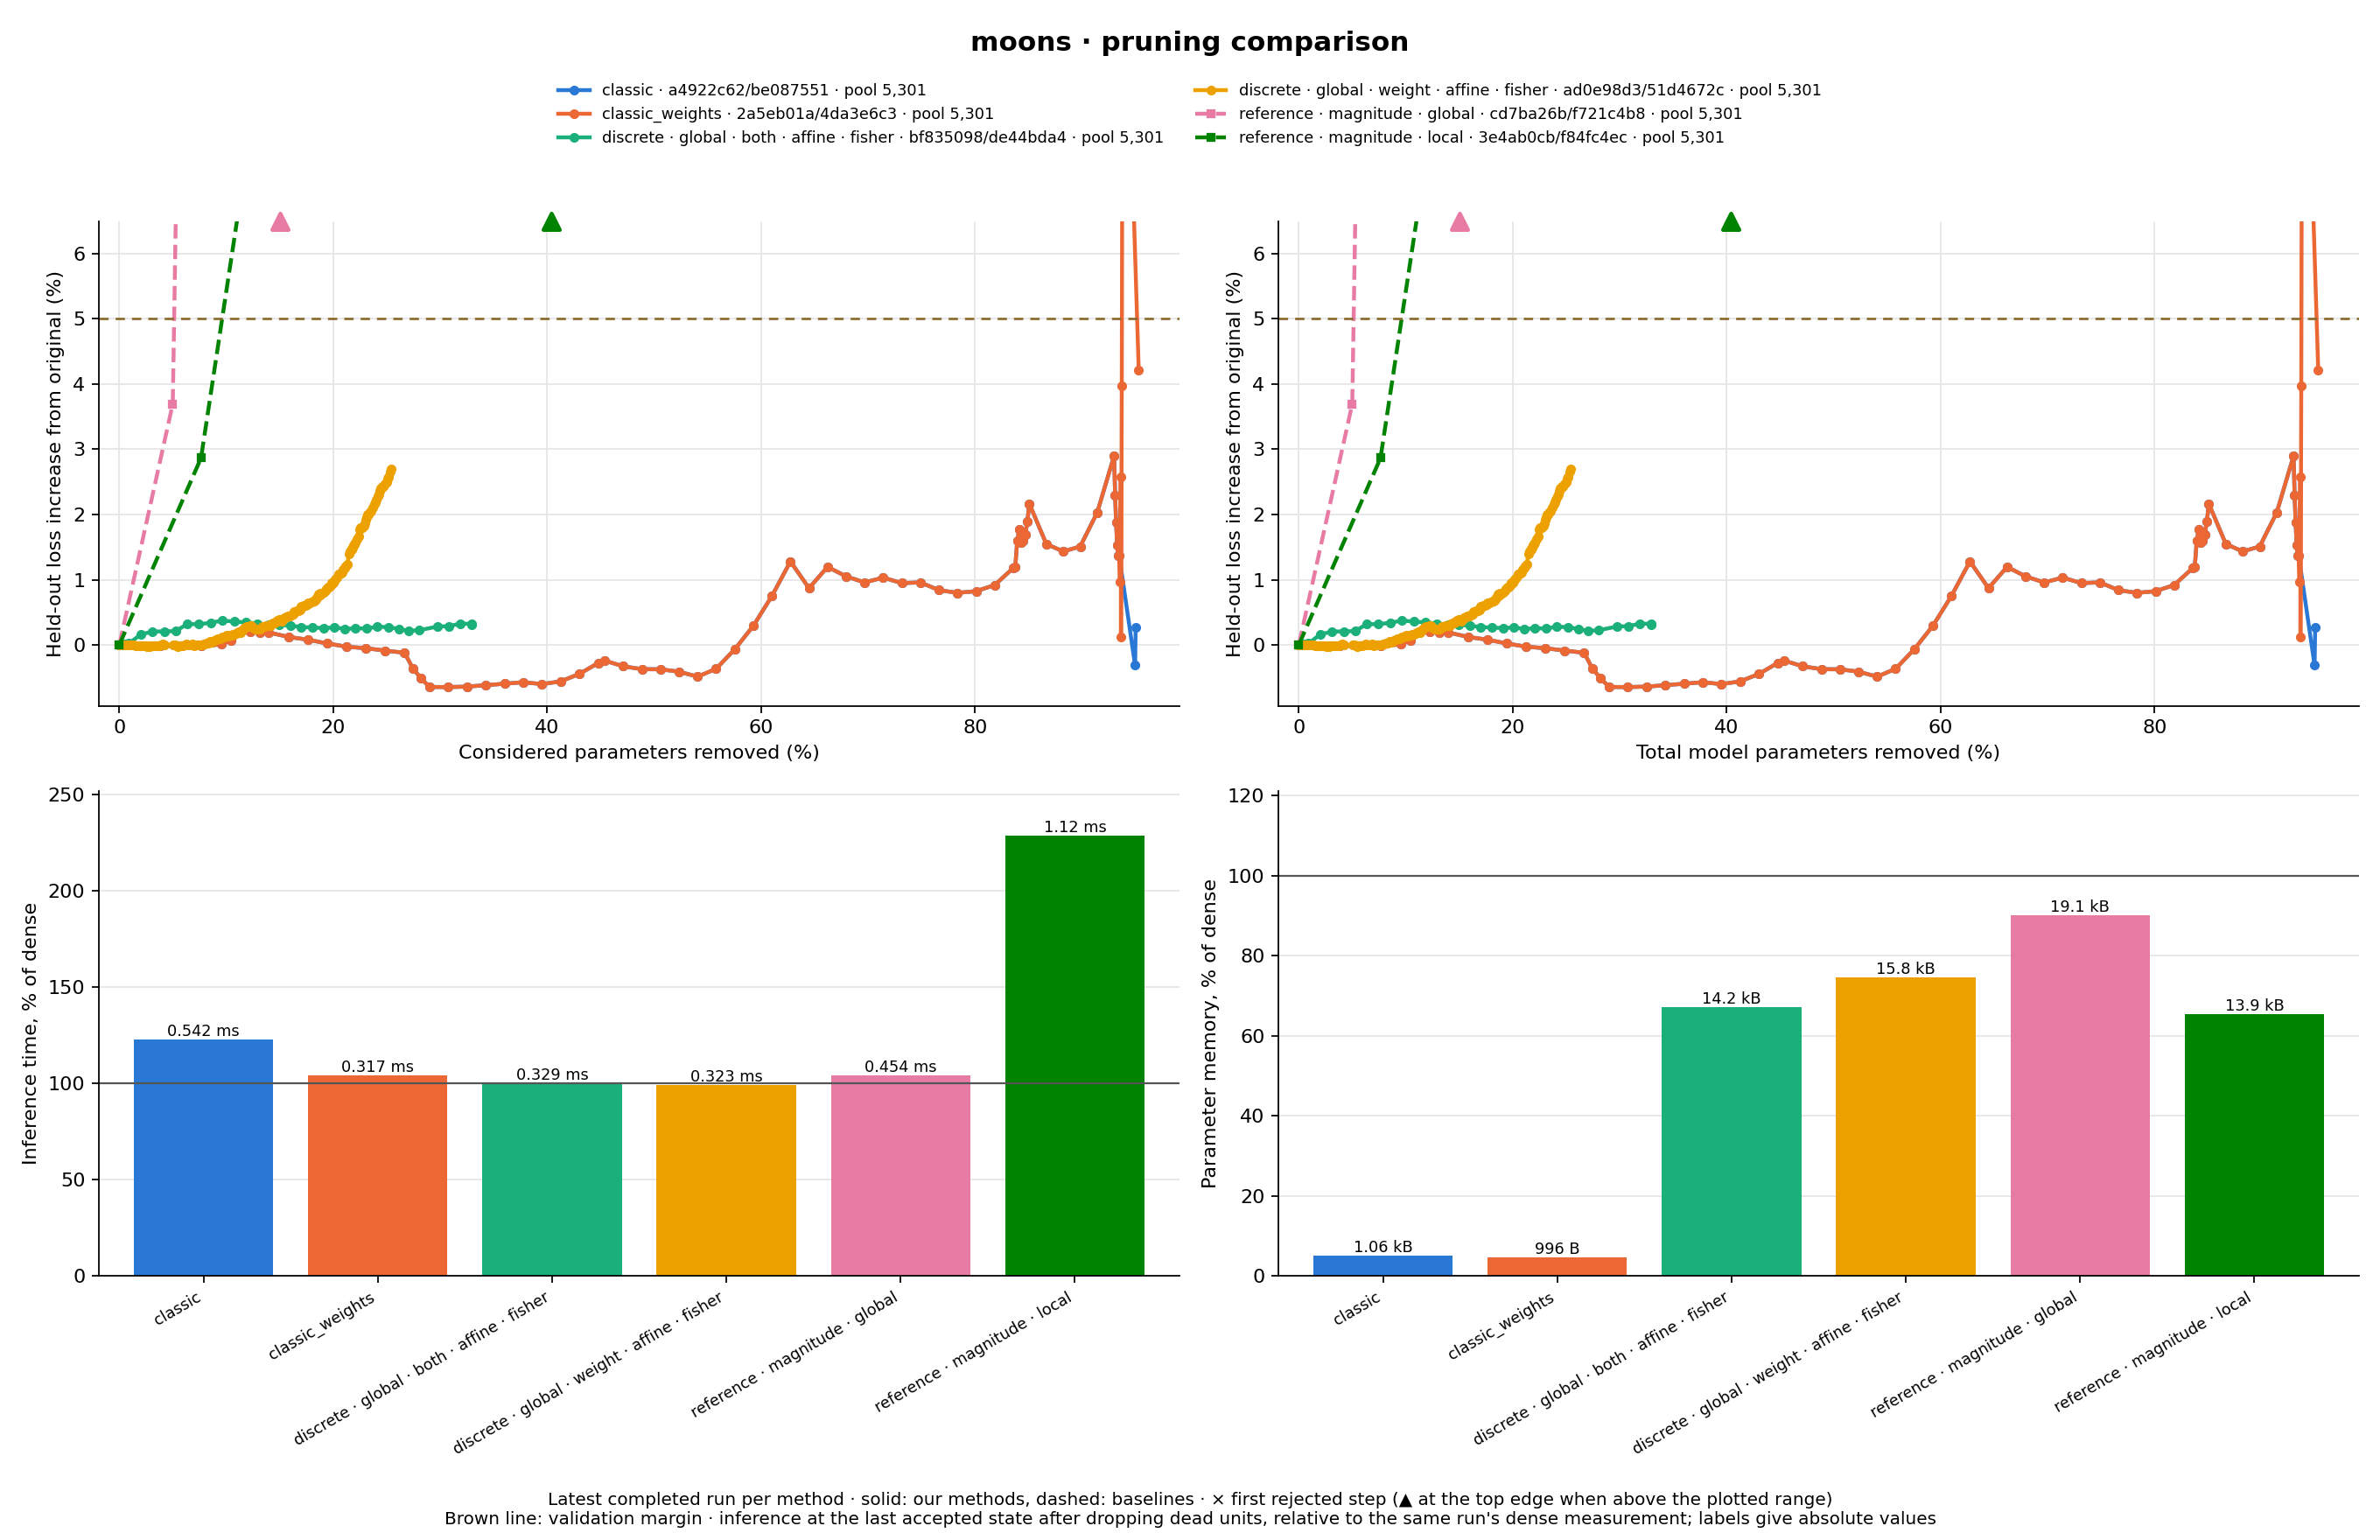 moons · pruning comparison
classic · a4922c62/be087551 · pool 5,301
classic_weights · 2a5eb01a/4da3e6c3 · pool 5,301
discrete · global · both · affine · fisher · bf835098/de44bda4 · pool 5,301
discrete · global · weight · affine · fisher · ad0e98d3/51d4672c · pool 5,301
reference · magnitude · global · cd7ba26b/f721c4b8 · pool 5,301
reference · magnitude · local · 3e4ab0cb/f84fc4ec · pool 5,301
Held-out loss increase from original (%)
6
5
4
3
2
1
0
0 20 40 60 80
Considered parameters removed (%)
Held-out loss increase from original (%)
6
5
4
3
2
1
0
0 20 40 60 80
Total model parameters removed (%)
Inference time, % of dense
250
200
150
100
50
0
0.542 ms
0.317 ms
0.329 ms
0.323 ms
0.454 ms
1.12 ms
classic
classic_weights
discrete · global · both · affine · fisher
discrete · global · weight · affine · fisher
reference · magnitude · global
reference · magnitude · local
Parameter memory, % of dense
120
100
80
60
40
20
0
1.06 kB
996 B
14.2 kB
15.8 kB
19.1 kB
13.9 kB
classic
classic_weights
discrete · global · both · affine · fisher
discrete · global · weight · affine · fisher
reference · magnitude · global
reference · magnitude · local
Latest completed run per method · solid: our methods, dashed: baselines · × first rejected step (▲ at the top edge when above the plotted range)
Brown line: validation margin · inference at the last accepted state after dropping dead units, relative to the same run's dense measurement; labels give absolute values